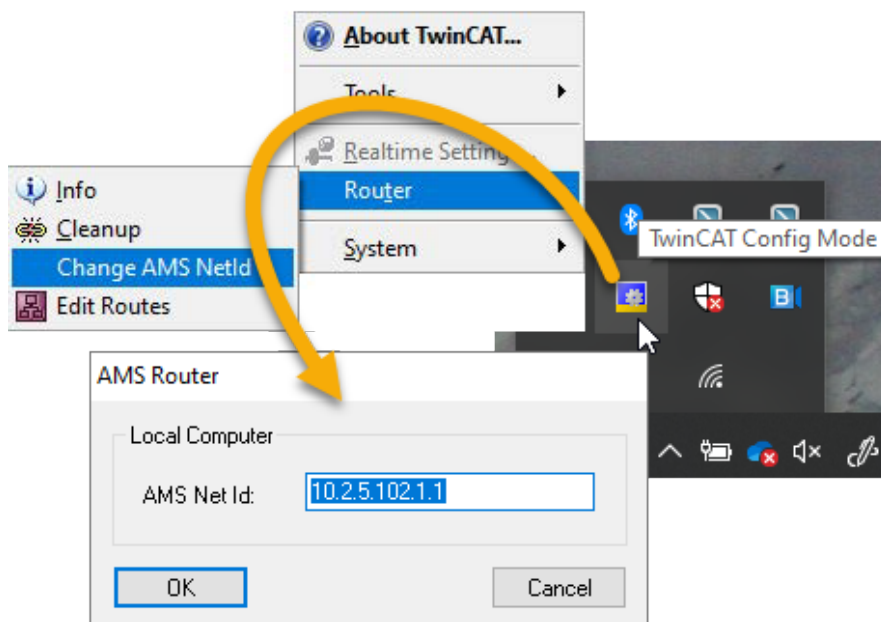 About TwinCAT...
Tools
Realtime Setting
Router
System
Info
Cleanup
Change AMS NetId
Edit Routes
TwinCAT Config Mode
B
AMS Router
Local Computer
AMS Net Id:
10.2.5.102.1.1
OK
Cancel